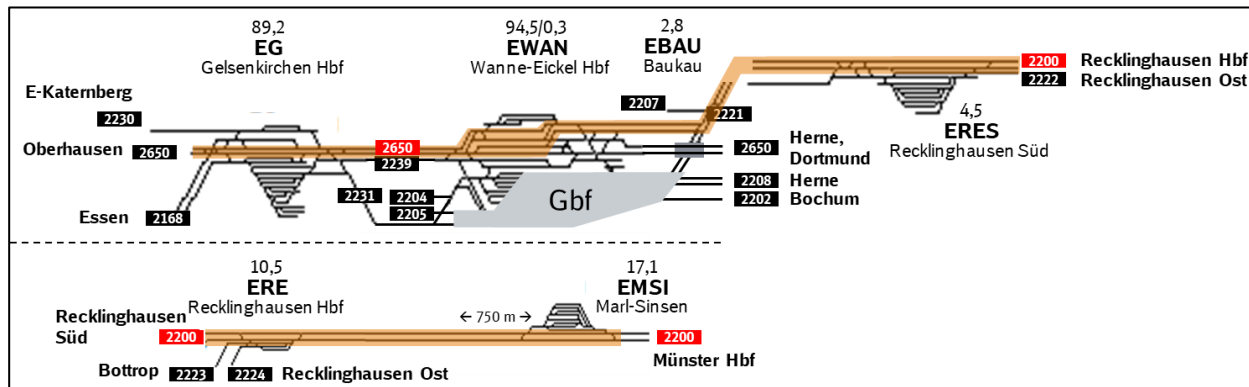 89,2
EG
Gelsenkirchen Hbf
94,5/0,3
EWAN
Wanne-Eickel Hbf
2,8
EBAU
Baukau
E-Katernberg
2230
Oberhausen
2650
Essen
2168
2650
2239
2231
2204
2205
Gbf
2207
2221
2650
Herne,
Dortmund
2208
Herne
2202
Bochum
2200
Recklinghausen Hbf
2222
Recklinghausen Ost
4,5
ERES
Recklinghausen Süd
10,5
ERE
Recklinghausen Hbf
17,1
EMSI
Marl-Sinsen
Recklinghausen
Süd
2200
← 750 m →
2200
Münster Hbf
Bottrop
2223
2224
Recklinghausen Ost